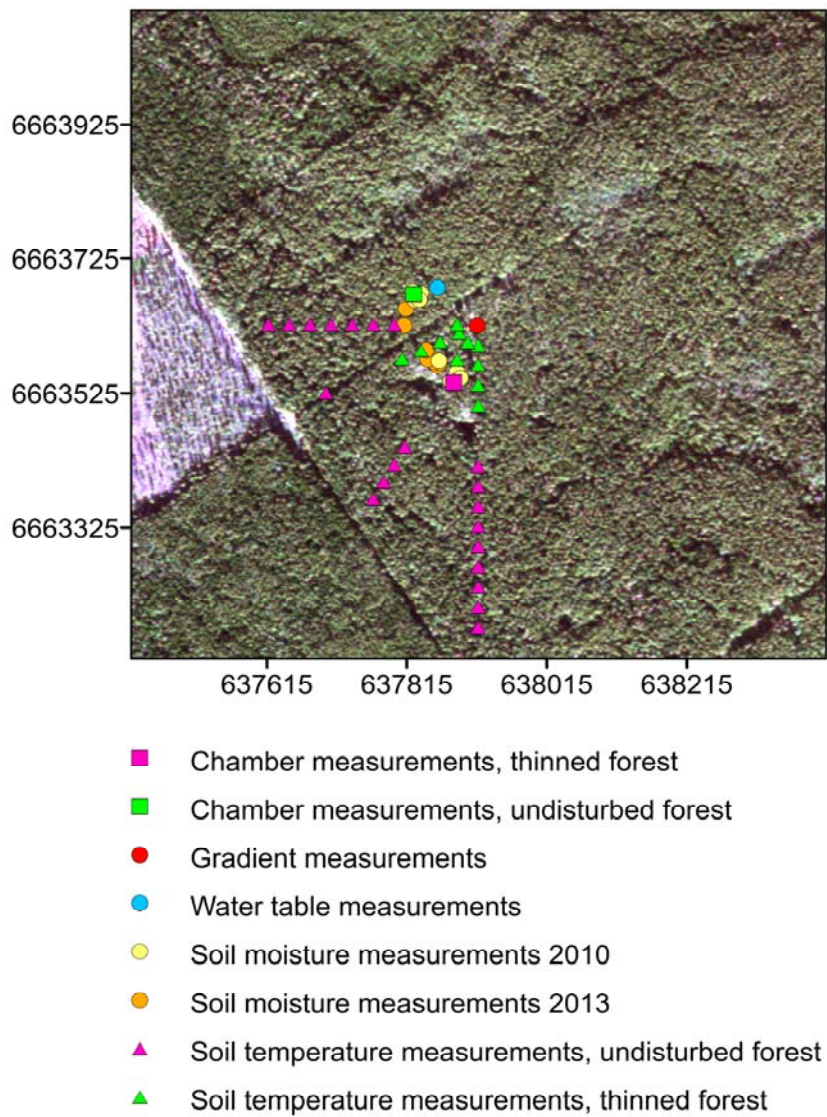 6663925
6663725
6663525
6663325
637615 637815 638015 638215
Chamber measurements, thinned forest
Chamber measurements, undisturbed forest
Gradient measurements
Water table measurements
Soil moisture measurements 2010
Soil moisture measurements 2013
Soil temperature measurements, undisturbed forest
Soil temperature measurements, thinned forest